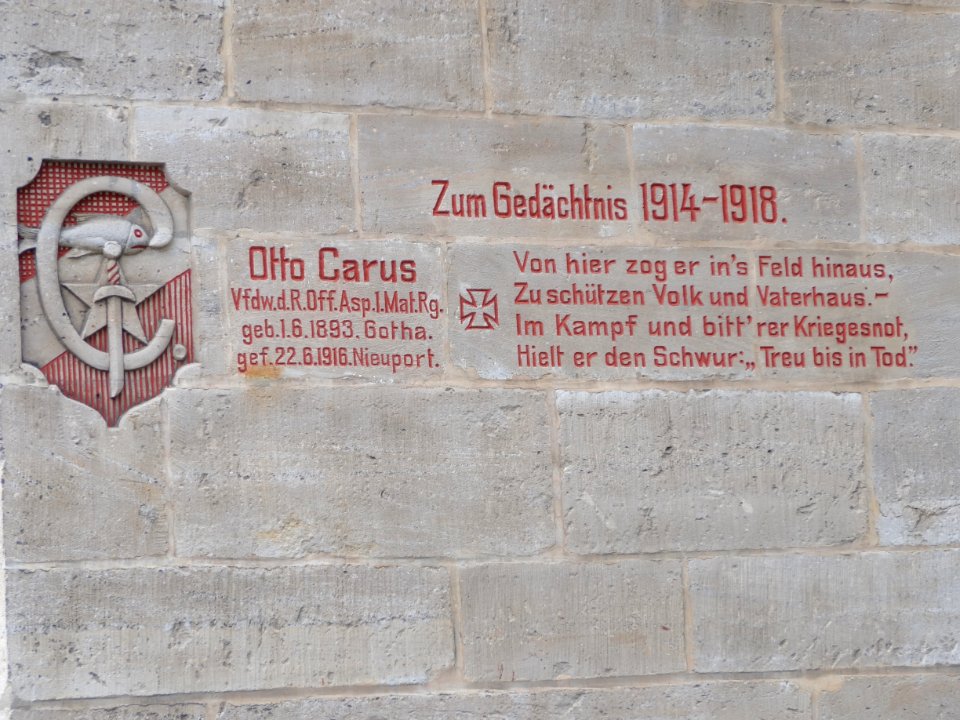 Zum Gedächtnis 1914-1918.
Otto Carus
Vfdw.d.R.Off.Asp.I.Mat.Rg.
geb.1.6.1893. Gotha.
gef.22.6.1916.Nieuport.
Von hier zog er in's Feld hinaus,
Zu schützen Volk und Vaterhaus.–
Im Kampf und bitt'rer Kriegesnot,
Hielt er den Schwur:„Treu bis in Tod."